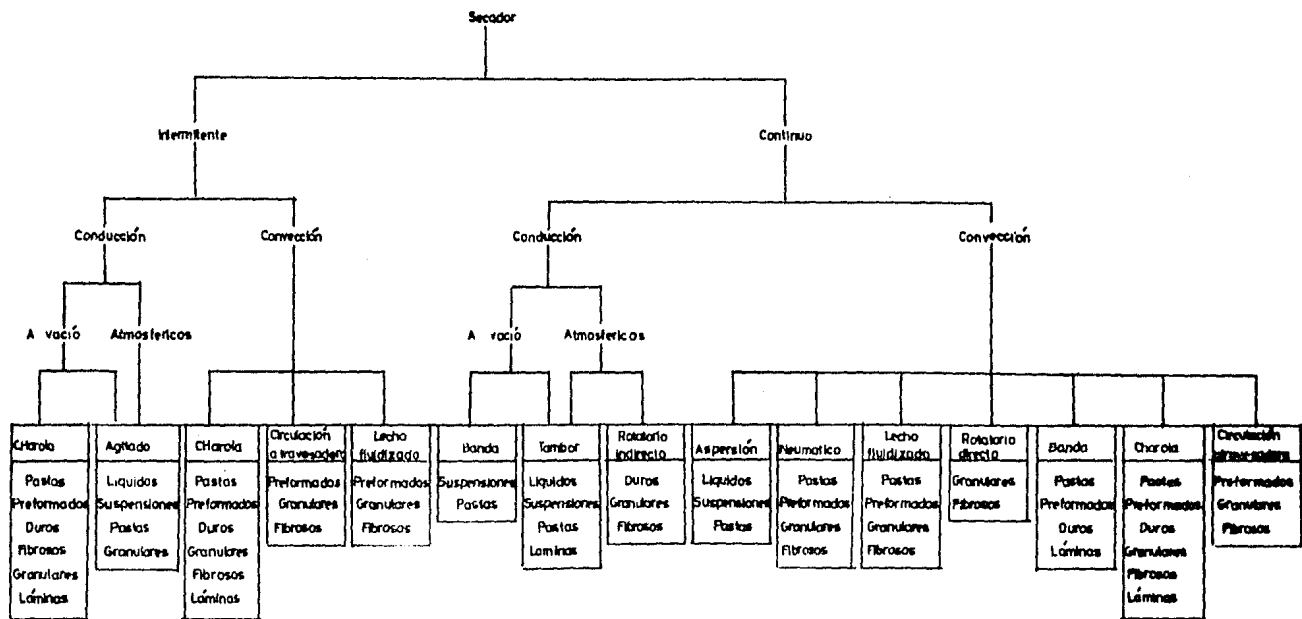 Secador
Intermitente
Continuo
Conducción
Convección
Conducción
Convección
A vació
Atmosfericos
A vació
Atmosfericos
CHarola
Pastas
Preformados
Duros
Fibrosos
Granulares
Láminas
Agitado
Líquidos
Suspensiones
Pastas
Granulares
CHarola
Pastas
Preformados
Duros
Granulares
Fibrosos
Láminas
Circulación
a travesadera
Preformados
Granulares
Fibrosos
Lecho
fluidizado
Preformados
Granulares
Fibrosos
Banda
Suspensiones
Pastas
Tambor
Líquidos
Suspensiones
Pastas
Laminas
Rotatorio
indirecto
Duros
Granulares
Fibrosos
Aspersión
Líquidos
Suspensiones
Pastas
Neumatico
Pastas
Preformados
Granulares
Fibrosos
Lecho
fluidizado
Pastas
Preformados
Granulares
Fibrosos
Rotatorio
directo
Granulares
Fibrosos
Banda
Pastas
Preformados
Duros
Láminas
Charola
Pastas
Preformados
Duros
Granulares
Fibrosos
Láminas
Circulación
Preformados
Granulares
Fibrosos